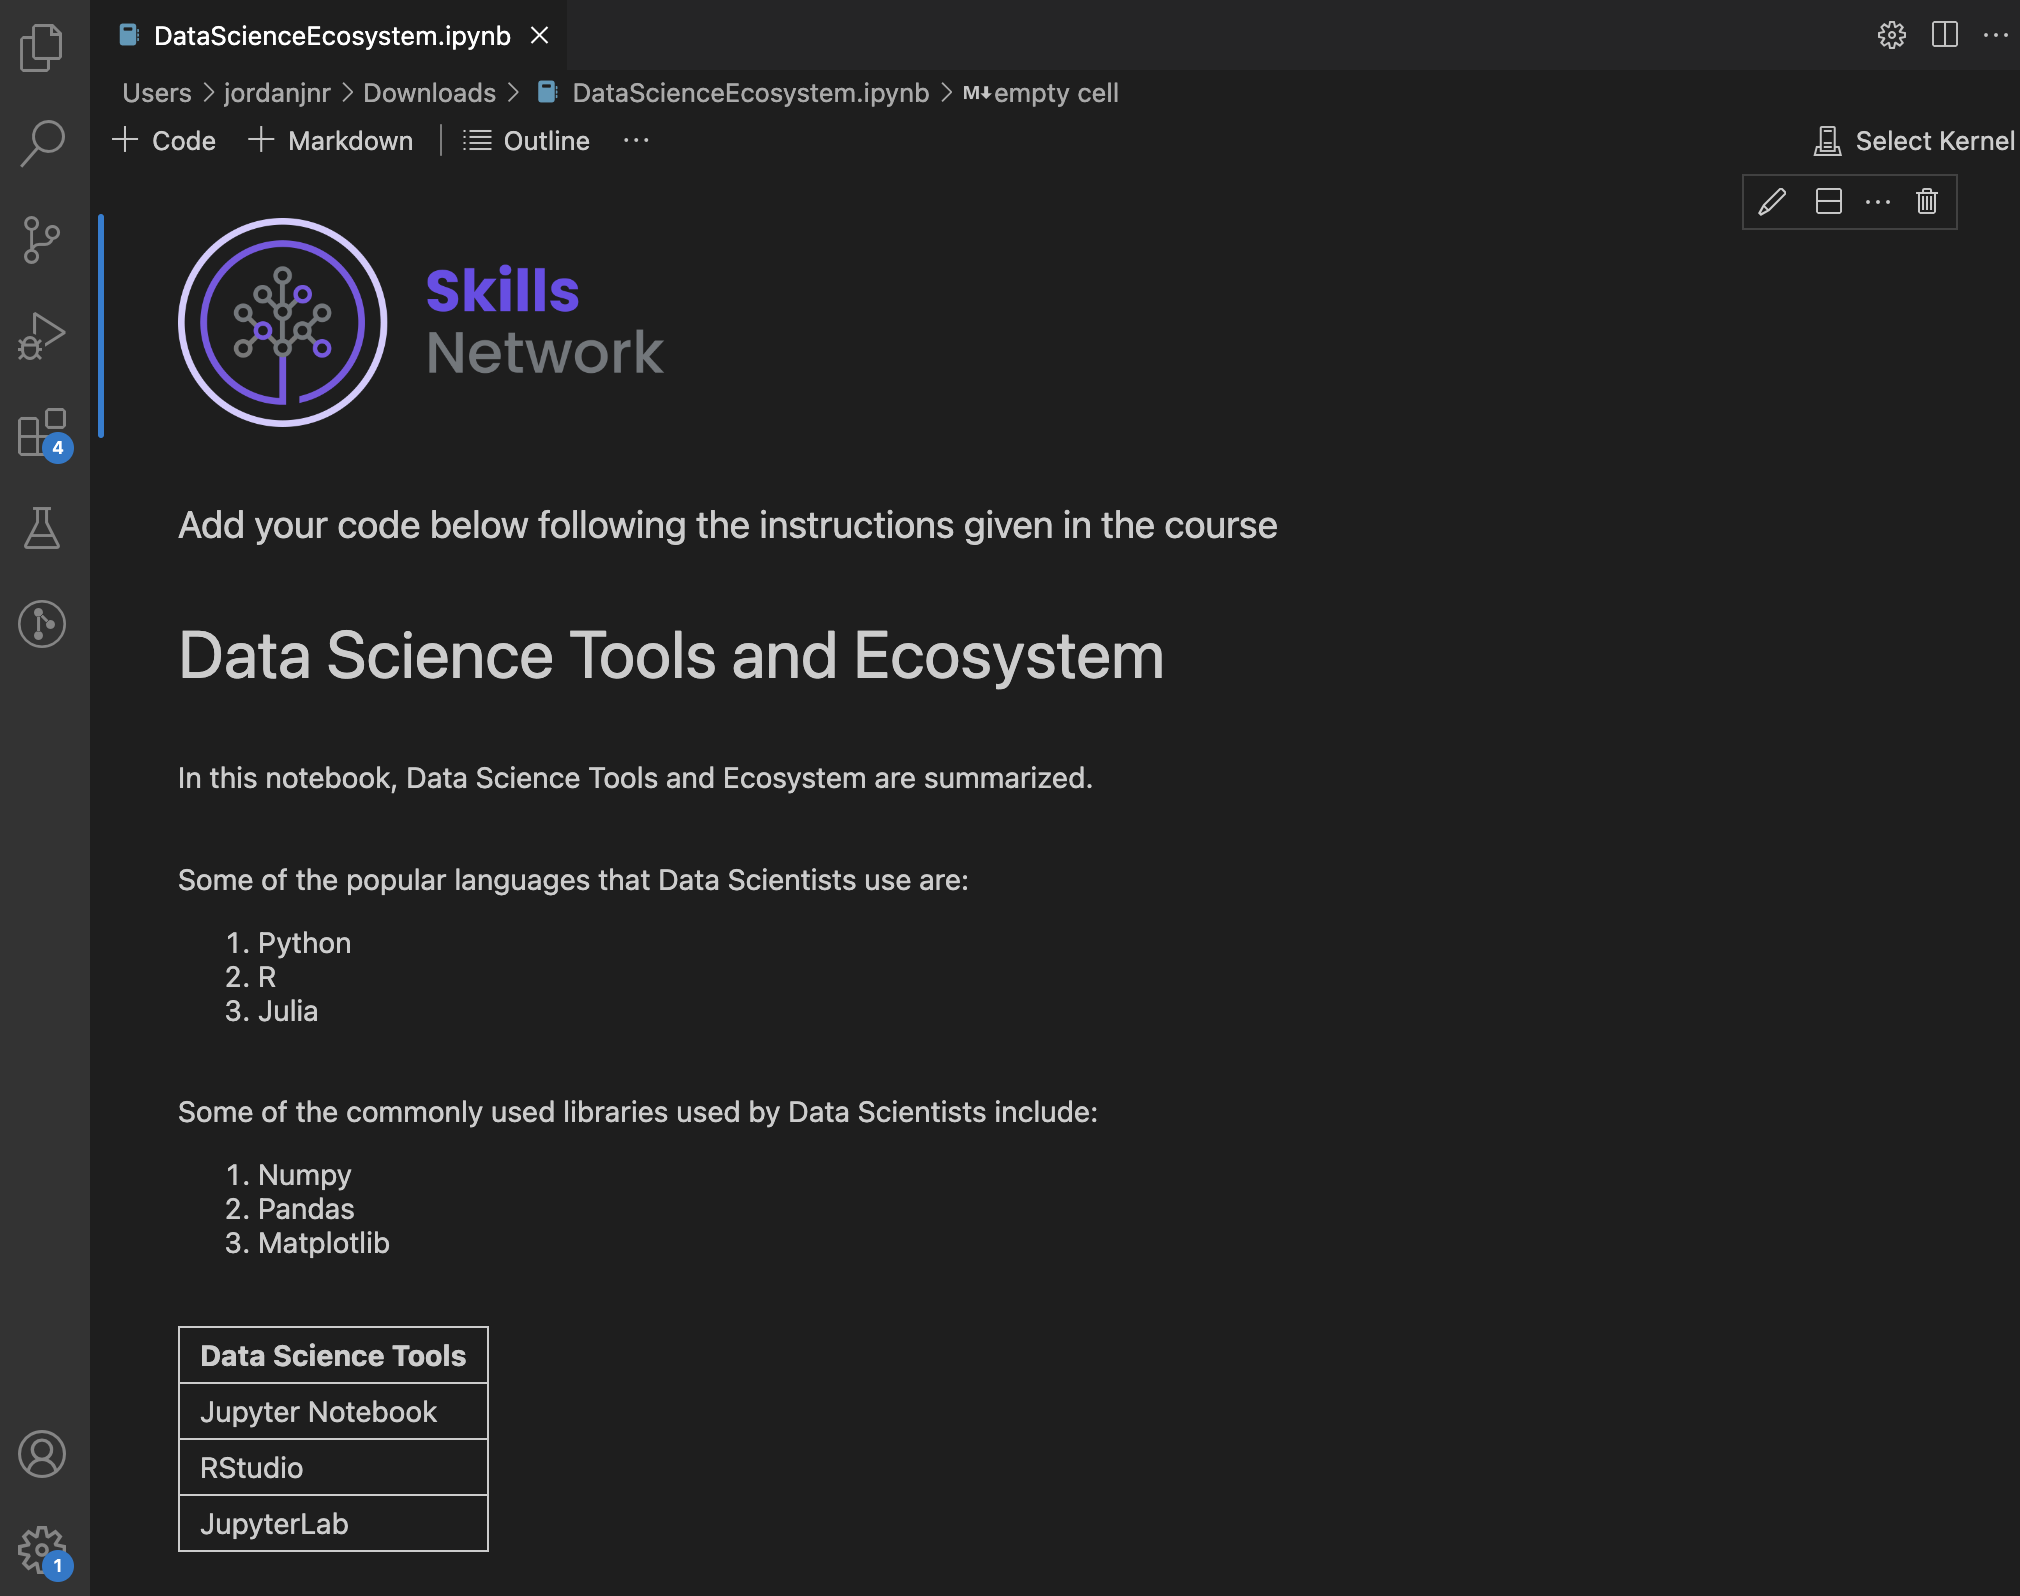 DataScienceEcosystem.ipynb
Users > jordanjnr > Downloads > DataScienceEcosystem.ipynb > M↓ empty cell
+ Code + Markdown | Outline ··· Select Kernel
Skills
Network
4
Add your code below following the instructions given in the course
Data Science Tools and Ecosystem
In this notebook, Data Science Tools and Ecosystem are summarized.
Some of the popular languages that Data Scientists use are:
1. Python
2. R
3. Julia
Some of the commonly used libraries used by Data Scientists include:
1. Numpy
2. Pandas
3. Matplotlib
Data Science Tools
Jupyter Notebook
RStudio
JupyterLab
1